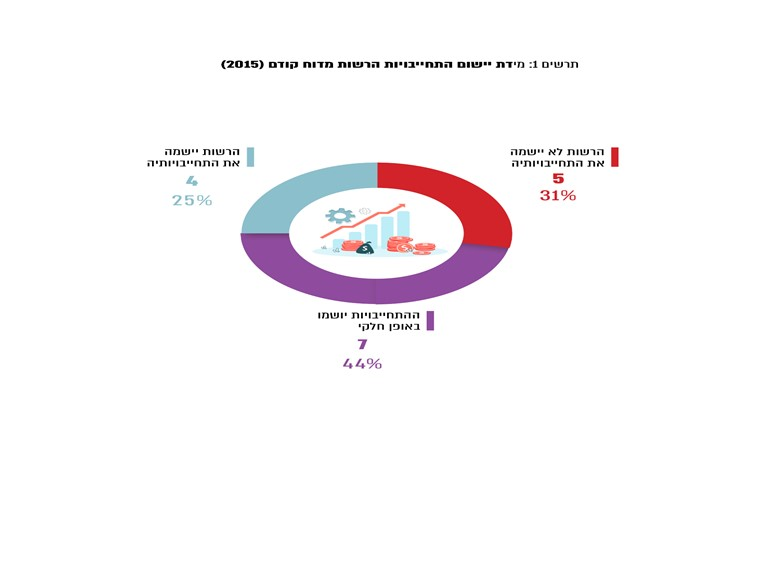 תרשים 1: מידת יישום התחייבויות הרשות מדוח קודם (2015)
הרשות לא יישמה
את התחייבויותיה
5
31%
הרשות יישמה
את התחייבויותיה
4
25%
ההתחייבויות יושמו
באופן חלקי
7
44%